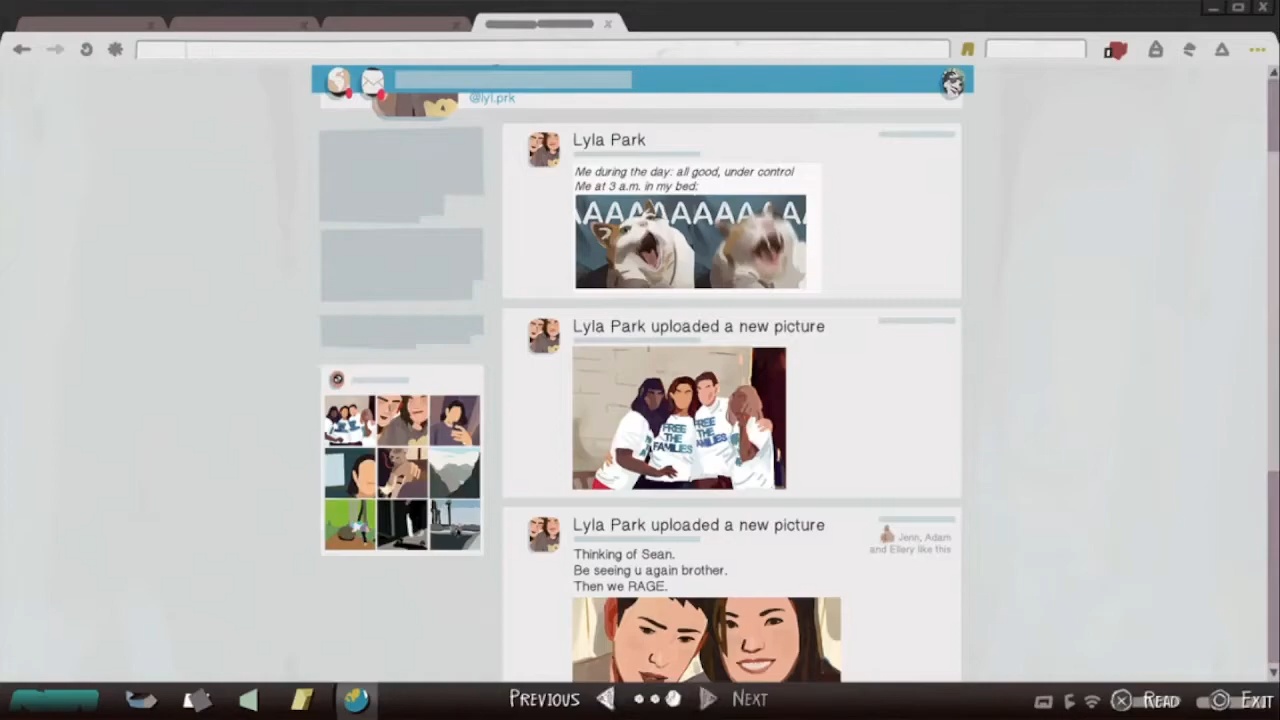 @lyl.prk
Lyla Park
Me during the day: all good, under control
Me at 3 a.m. in my bed:
AAAAAAAAAAA
Lyla Park uploaded a new picture
FREE
THE
FAMILIES
FREE
THE
FAMILIES
Lyla Park uploaded a new picture
Jenn, Adam
and Ellery like this
Thinking of Sean.
Be seeing u again brother.
Then we RAGE.
PREVIOUS
NEXT
READ
EXIT